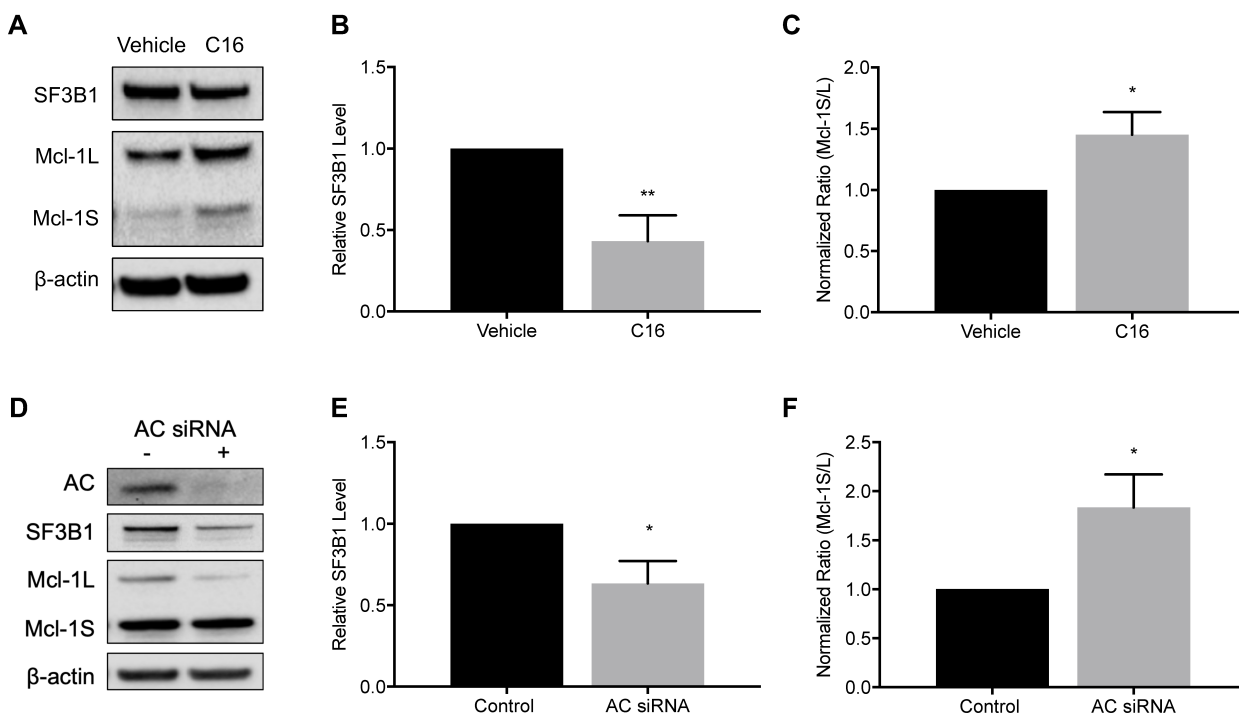 A
Vehicle C16
SF3B1
Mcl-1L
Mcl-1S
β-actin
B
Relative SF3B1 Level
1.5
1.0
0.5
0.0
**
Vehicle
C16
C
Normalized Ratio (Mcl-1S/L)
2.0
1.5
1.0
0.5
0.0
*
Vehicle
C16
D
AC siRNA
- +
AC
SF3B1
Mcl-1L
Mcl-1S
β-actin
E
Relative SF3B1 Level
1.5
1.0
0.5
0.0
*
Control
AC siRNA
F
Normalized Ratio (Mcl-1S/L)
2.5
2.0
1.5
1.0
0.5
0.0
*
Control
AC siRNA